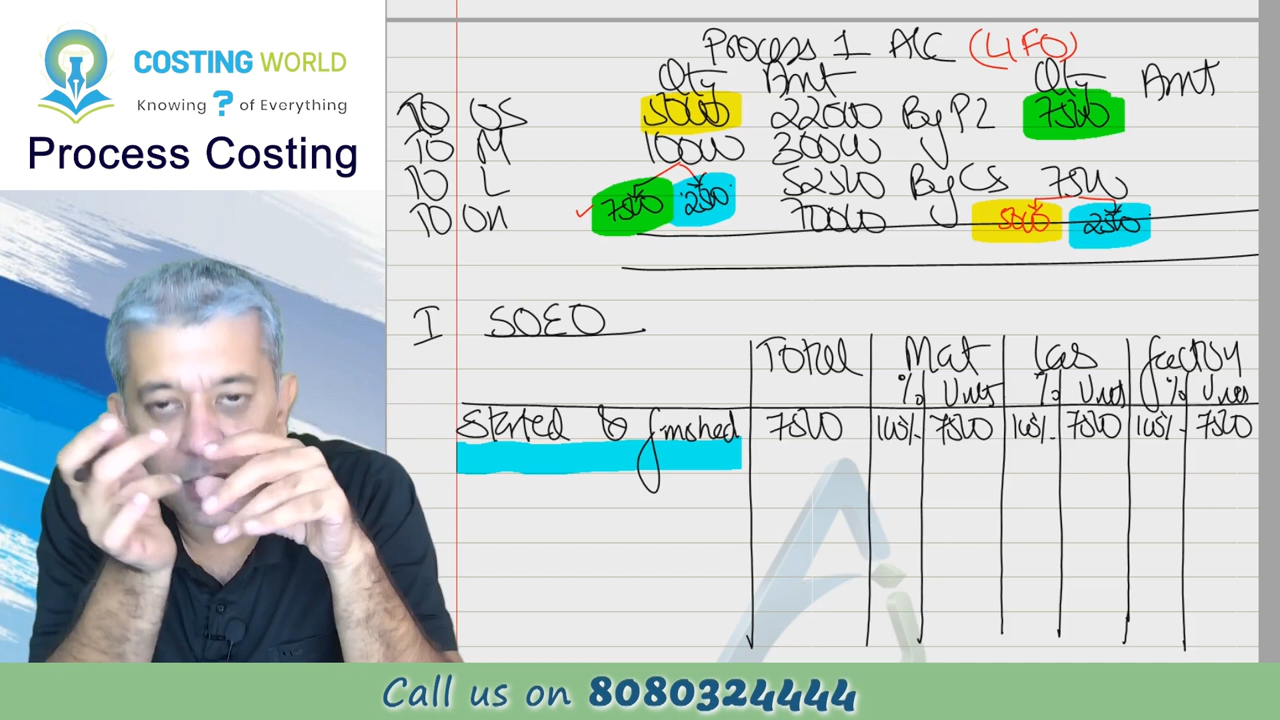 COSTING WORLD
Knowing ? of Everything
Process Costing
Process 1 A/C (LIFO)
Qty Amt Qty Amt
To OS 5000 22000 By P2 7500
To M 10000 30000
To L 52500 By CS 7500
7500 2500 5000 2500
To OH 70000
I SOEO
Total Mat Lab factory
% Units % Units % Units
Started & finished 7500 100% 7500 100% 7500 100% 7500
Call us on 8080324444